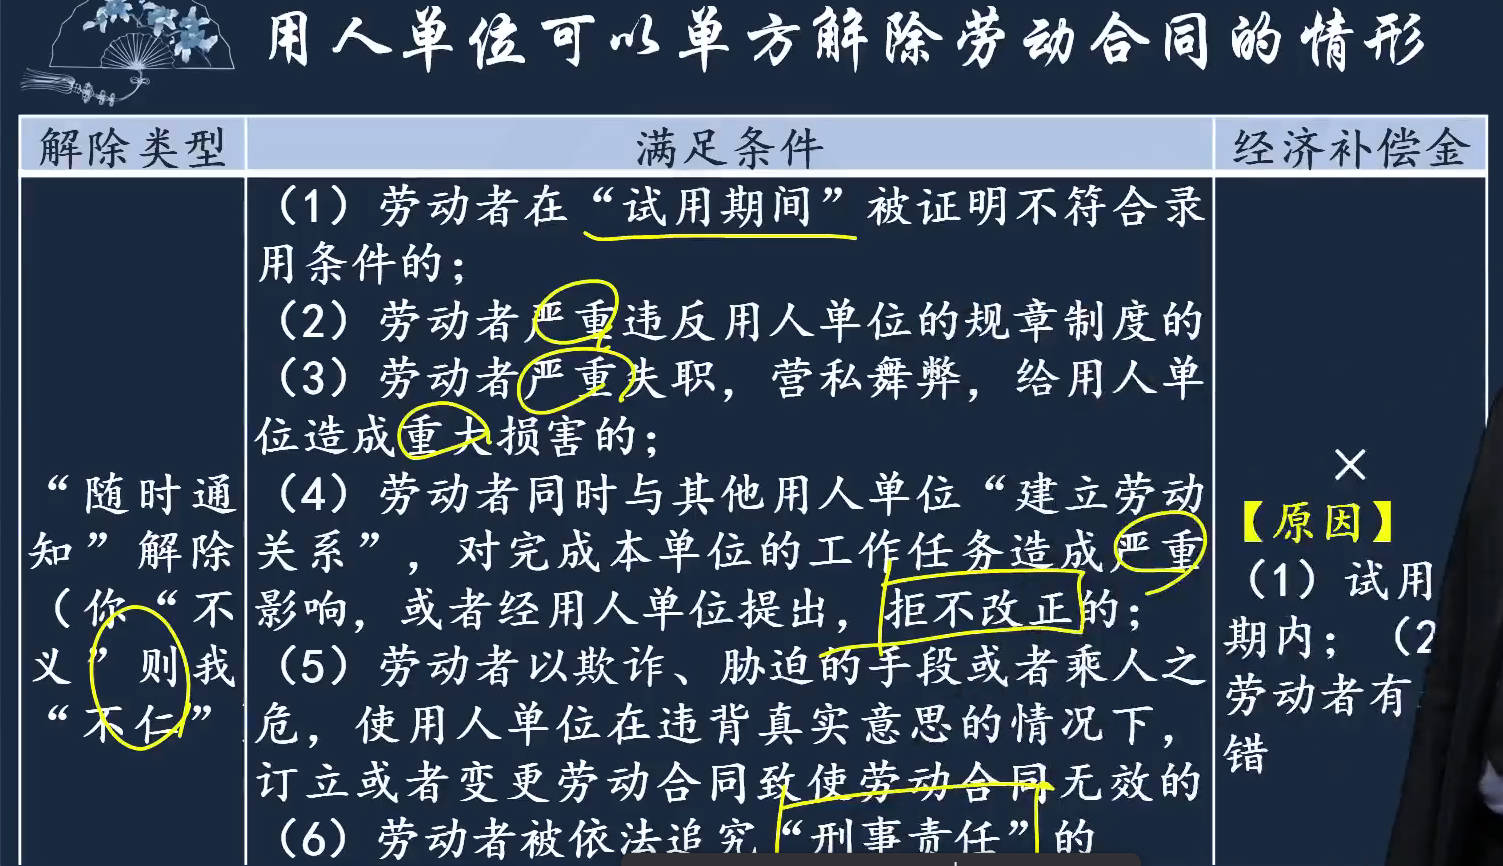 用人单位可以单方解除劳动合同的情形
解除类型
满足条件
经济补偿金
“随时通
知”解除
（你“不
义”则我
“不仁”
（1）劳动者在“试用期间”被证明不符合录
用条件的；
（2）劳动者严重违反用人单位的规章制度的
（3）劳动者严重失职，营私舞弊，给用人单
位造成重大损害的；
（4）劳动者同时与其他用人单位“建立劳动
关系”，对完成本单位的工作任务造成严重
影响，或者经用人单位提出，拒不改正的；
（5）劳动者以欺诈、胁迫的手段或者乘人之
危，使用人单位在违背真实意思的情况下，
订立或者变更劳动合同致使劳动合同无效的
（6）劳动者被依法追究“刑事责任”的
×
【原因】
（1）试用
期内；（2
劳动者有
错